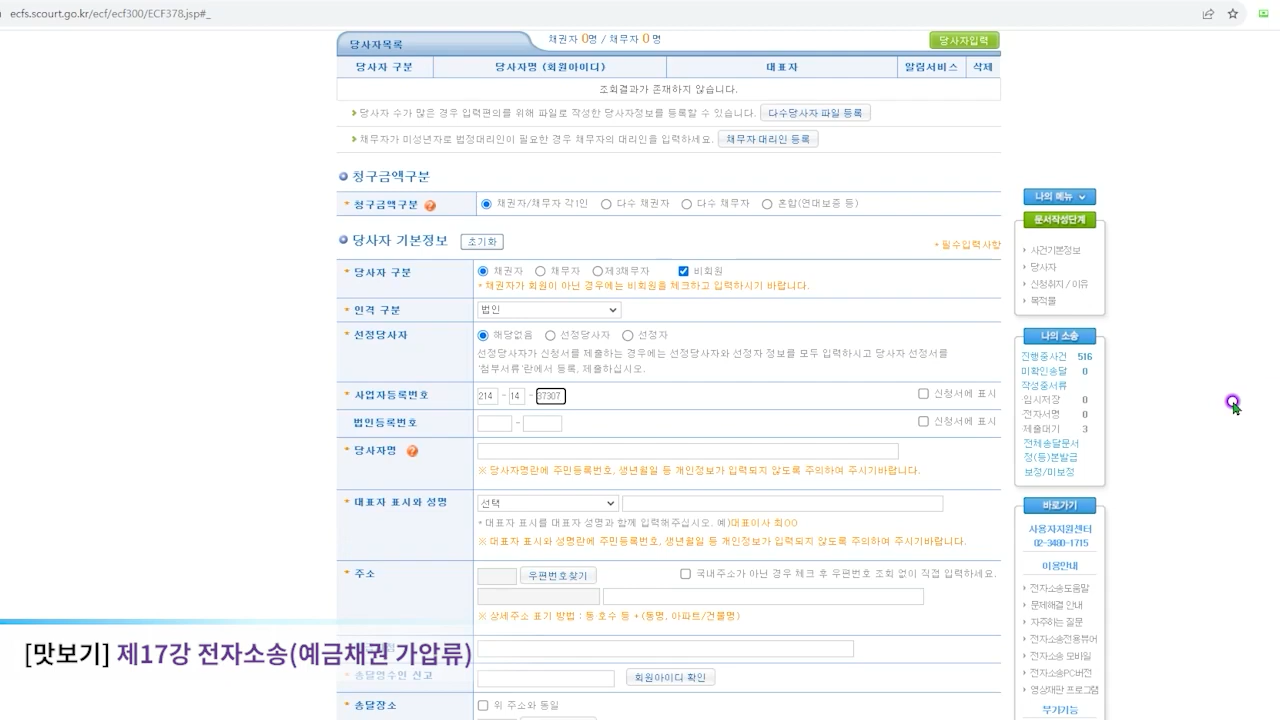 ecfs.scourt.go.kr/ecf/ecf300/ECF378.jsp#_
당사자목록
채권자 0명 / 채무자 0 명
당사자입력
당사자 구분 당사자명 (회원아이디) 대표자 알림서비스 삭제
조회결과가 존재하지 않습니다.
당사자 수가 많은 경우 입력편의를 위해 파일로 작성한 당사자정보를 등록할 수 있습니다. 다수당사자 파일 등록
채무자가 미성년자로 법정대리인이 필요한 경우 채무자의 대리인을 입력하세요. 채무자 대리인 등록
청구금액구분
* 청구금액구분 ? 채권자/채무자 각1인 다수 채권자 다수 채무자 혼합(연대보증 등)
당사자 기본정보 초기화
* 필수입력사항
* 당사자 구분 채권자 채무자 제3채무자 비회원
* 채권자가 회원이 아닌 경우에는 비회원을 체크하고 입력하시기 바랍니다.
* 인격 구분 법인
* 선정당사자 해당없음 선정당사자 선정자
선정당사자가 신청서를 제출하는 경우에는 선정당사자와 선정자 정보를 모두 입력하시고 당사자 선정서를
'첨부서류'란에서 등록, 제출하십시오.
* 사업자등록번호 214 - 14 - 37307 신청서에 표시
법인등록번호 - 신청서에 표시
* 당사자명 ?
※ 당사자명란에 주민등록번호, 생년월일 등 개인정보가 입력되지 않도록 주의하여 주시기바랍니다.
* 대표자 표시와 성명 선택
* 대표자 표시를 대표자 성명과 함께 입력해주십시오. 예)대표이사 최OO
※ 대표자 표시와 성명란에 주민등록번호, 생년월일 등 개인정보가 입력되지 않도록 주의하여 주시기바랍니다.
* 주소 우편번호찾기 국내주소가 아닌 경우 체크 후 우편번호 조회 없이 직접 입력하세요.
※ 상세주소 표기 방법 : 동 호수 등 + (동명, 아파트/건물명)
송달영수인 신고 회원아이디 확인
* 송달장소 위 주소와 동일
[맛보기] 제17강 전자소송(예금채권 가압류)
나의 메뉴
문서작성단계
사건기본정보
당사자
신청취지 / 이유
목적물
나의 소송
진행중사건 516
미확인송달 0
작성중서류
임시저장 0
전자서명 0
제출대기 3
전체송달문서
정(등)본발급
보정/미보정
바로가기
사용자지원센터
02-3480-1715
이용안내
전자소송도움말
문제해결 안내
자주하는 질문
전자소송전용뷰어
전자소송 모바일
전자소송PC버전
영상재판 프로그램
부가기능